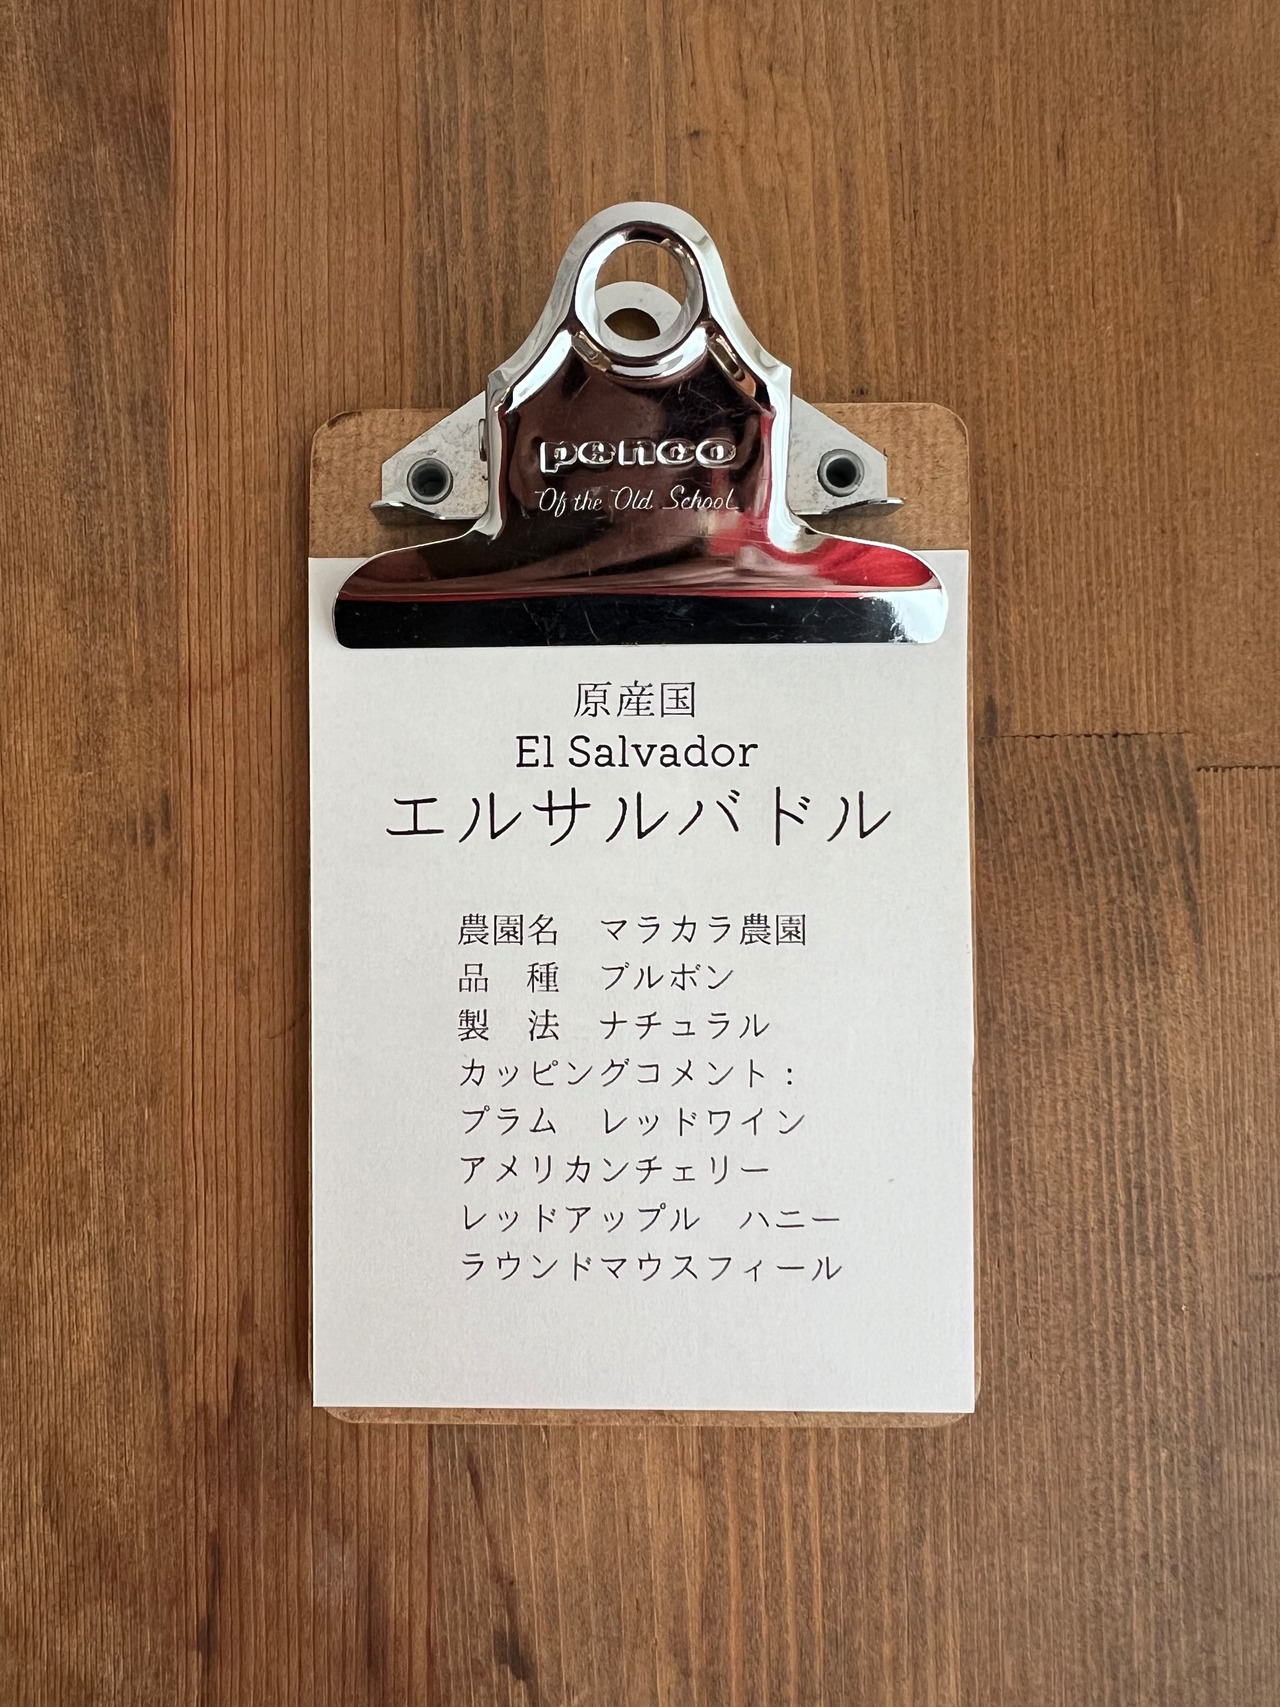 penco
Of the Old School
原産国
El Salvador
エルサルバドル
農園名　マラカラ農園
品　種　ブルボン
製　法　ナチュラル
カッピングコメント：
プラム　レッドワイン
アメリカンチェリー
レッドアップル　ハニー
ラウンドマウスフィール